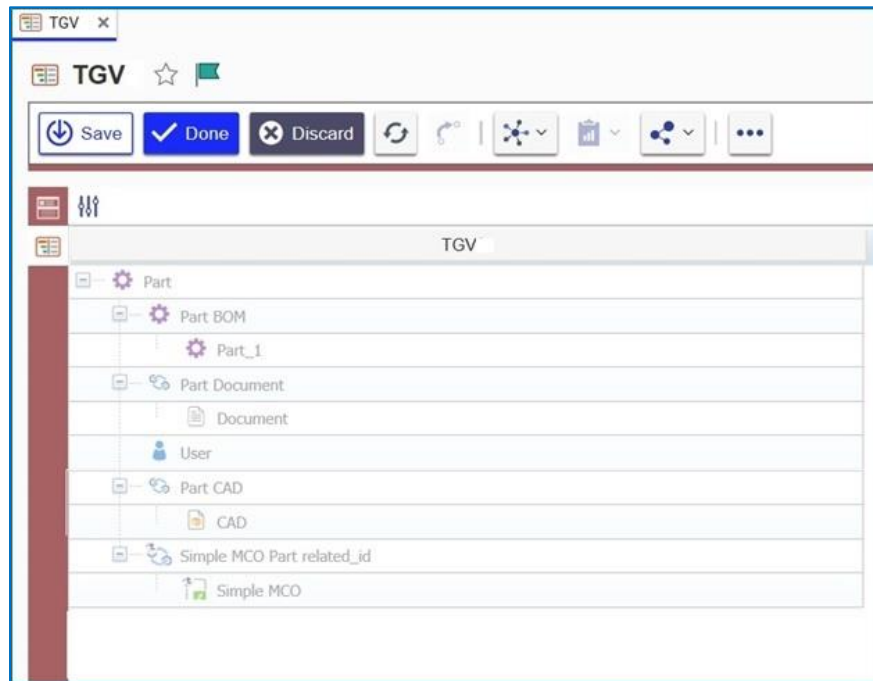 TGV
TGV
Save Done Discard
TGV
Part
Part BOM
Part_1
Part Document
Document
User
Part CAD
CAD
Simple MCO Part related_id
Simple MCO